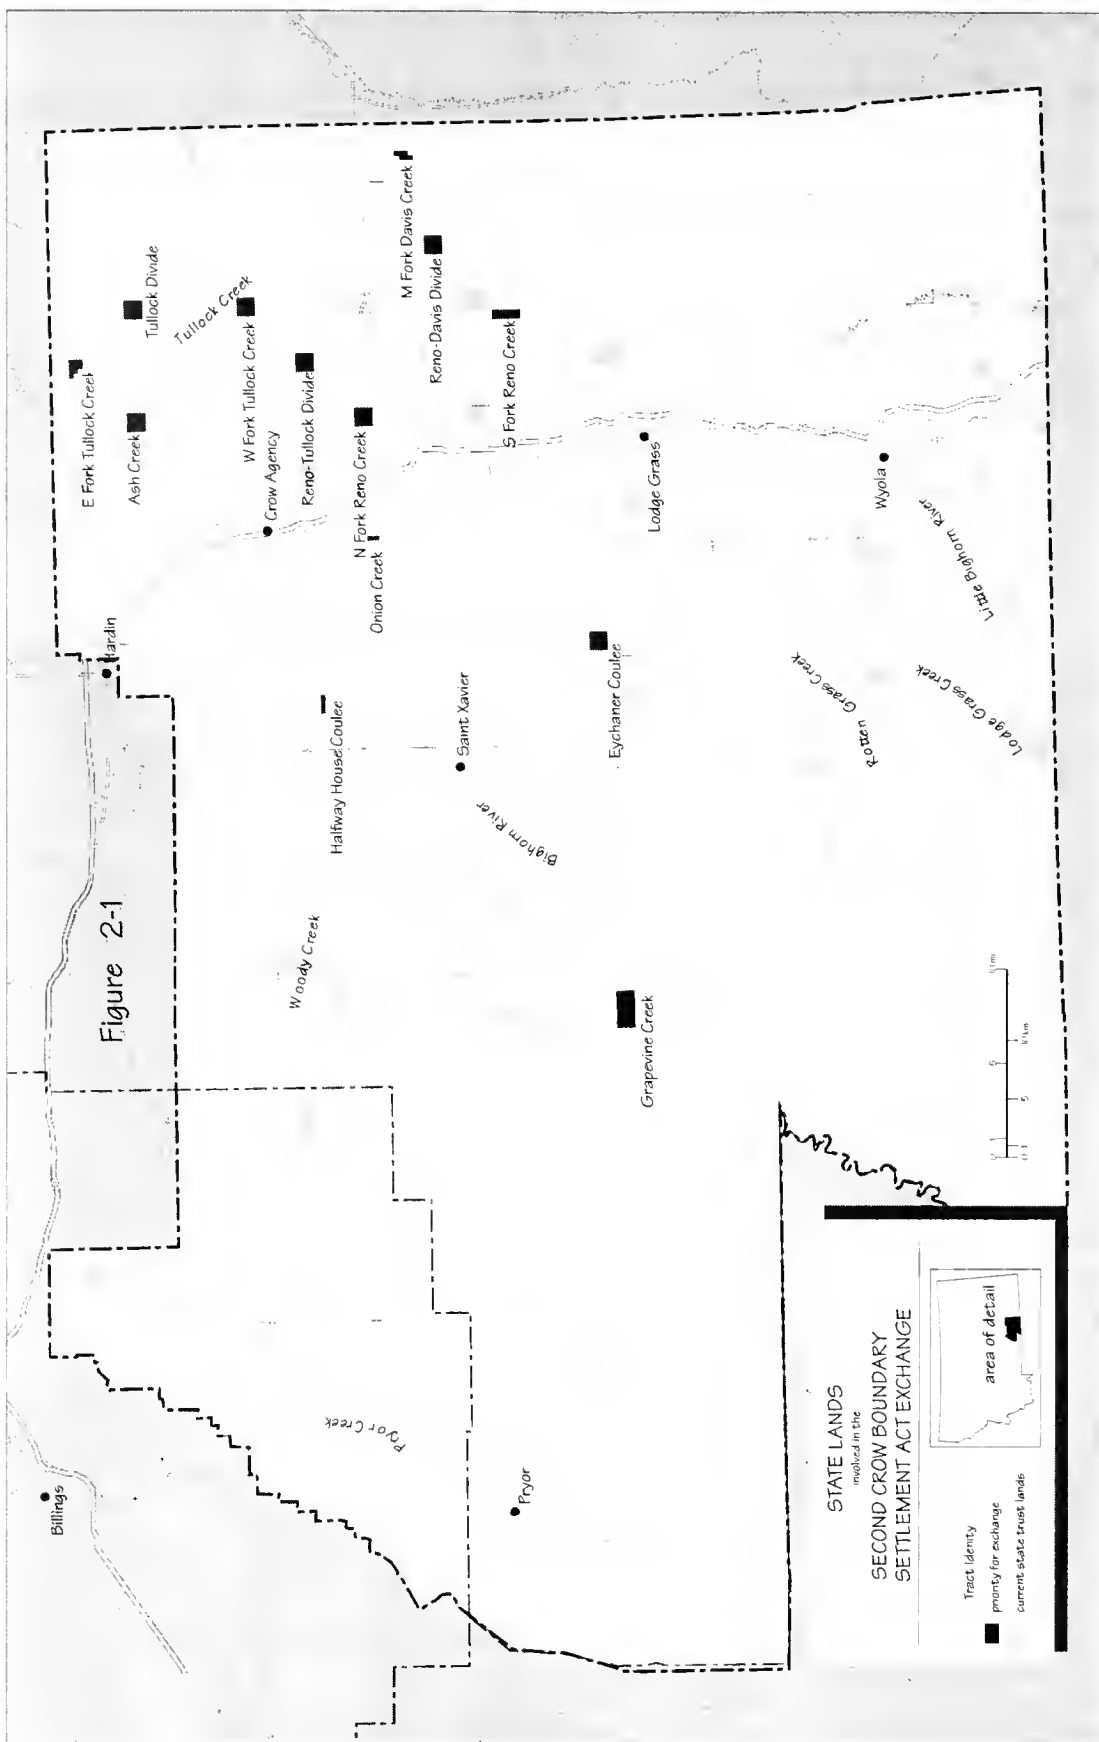 Figure 2-1
Billings
Hardin
E Fork Tullock Creek
Ash Creek
Tullock Divide
Tullock Creek
W Fork Tullock Creek
Crow Agency
Reno-Tullock Divide
N Fork Reno Creek
Onion Creek
M Fork Davis Creek
Reno-Davis Divide
S Fork Reno Creek
Halfway House Coulee
Woody Creek
Saint Xavier
Bighorn River
Pryor Creek
Pryor
Eychaner Coulee
Grapevine Creek
Lodge Grass
Wyola
Little Bighorn River
Rotten Grass Creek
Lodge Grass Creek
STATE LANDS
involved in the
SECOND CROW BOUNDARY
SETTLEMENT ACT EXCHANGE
Tract Idenity
priority for exchange
current state trust lands
area of detail